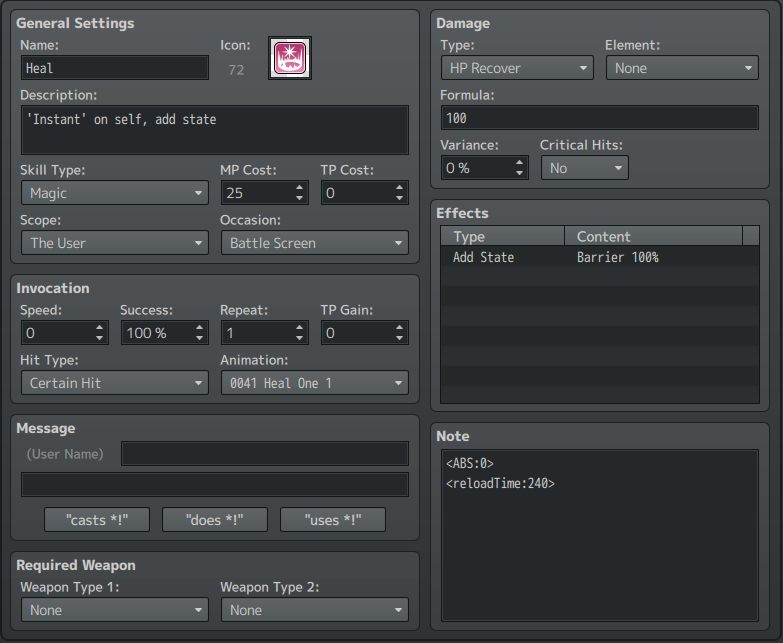 General Settings
Name:
Icon:
Heal
72
Description:
'Instant' on self, add state
Skill Type:
MP Cost:
TP Cost:
Magic
25
0
Scope:
Occasion:
The User
Battle Screen
Invocation
Speed:
Success:
Repeat:
TP Gain:
0
100 %
1
0
Hit Type:
Animation:
Certain Hit
0041 Heal One 1
Message
(User Name)
"casts *!"
"does *!"
"uses *!"
Required Weapon
Weapon Type 1:
Weapon Type 2:
None
None
Damage
Type:
Element:
HP Recover
None
Formula:
100
Variance:
Critical Hits:
0 %
No
Effects
Type
Content
Add State
Barrier 100%
Note
<ABS:0>
<reloadTime:240>